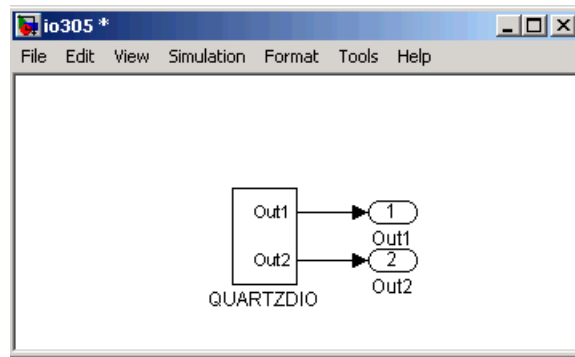 io305 *
File Edit View Simulation Format Tools Help
Out1 1
Out1
Out2 2
Out2
QUARTZDIO